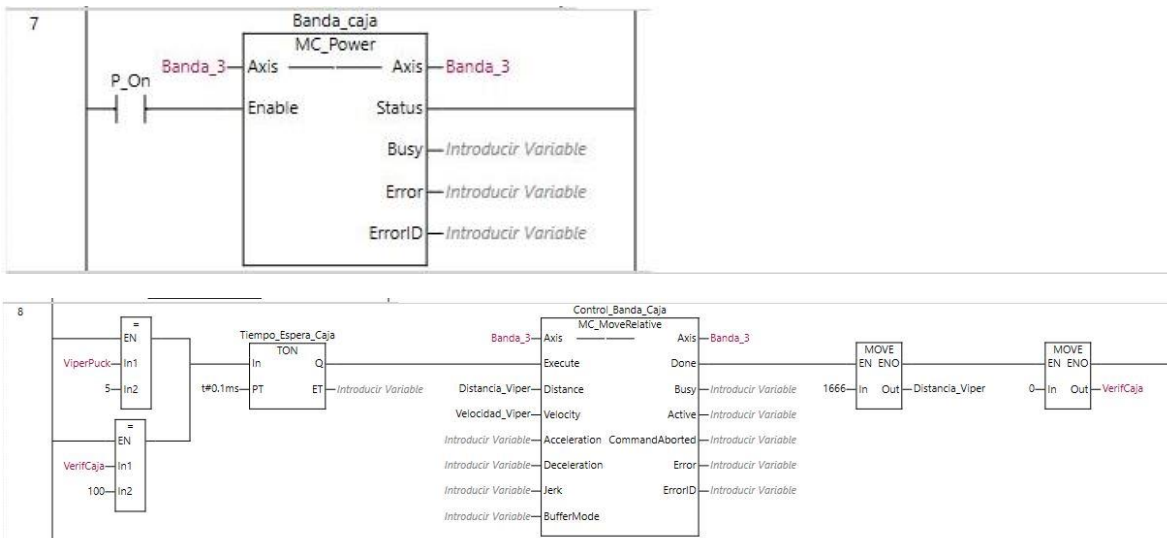 7
Banda_caja
MC_Power
Banda_3 Axis Axis Banda_3
P_On
Enable Status
Busy Introducir Variable
Error Introducir Variable
ErrorID Introducir Variable
8
=
EN
ViperPuck In1
5 In2
=
EN
VerifCaja In1
100 In2
Tiempo_Espera_Caja
TON
In Q
t#0.1ms PT ET Introducir Variable
Control_Banda_Caja
MC_MoveRelative
Banda_3 Axis Axis Banda_3
Execute Done
Distancia_Viper Distance Busy Introducir Variable
Velocidad_Viper Velocity Active Introducir Variable
Introducir Variable Acceleration CommandAborted Introducir Variable
Introducir Variable Deceleration Error Introducir Variable
Introducir Variable Jerk ErrorID Introducir Variable
Introducir Variable BufferMode
MOVE
EN ENO
1666 In Out Distancia_Viper
MOVE
EN ENO
0 In Out VerifCaja